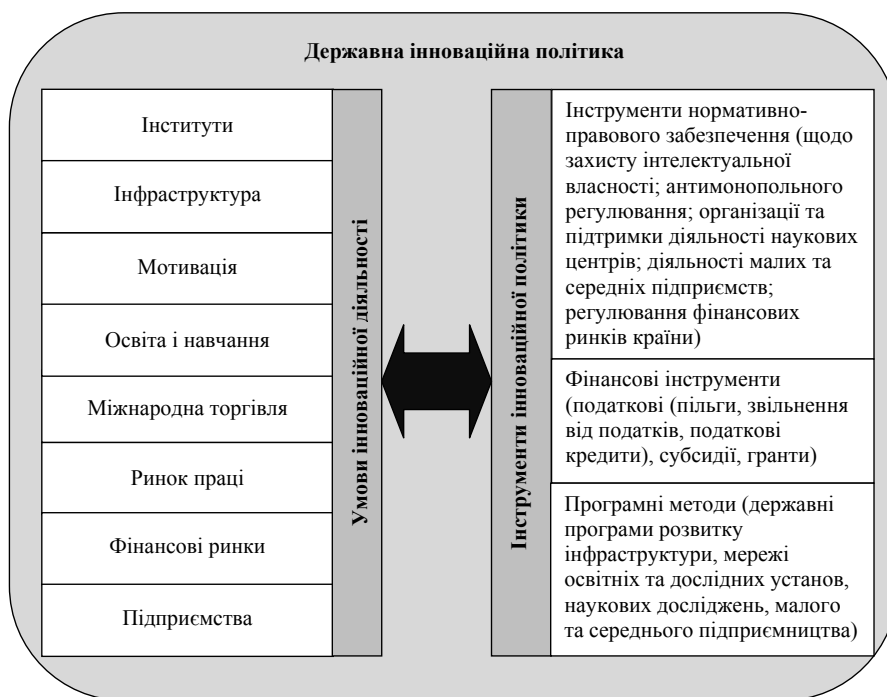 Державна інноваційна політика
Інститути
Інфраструктура
Мотивація
Освіта і навчання
Міжнародна торгівля
Ринок праці
Фінансові ринки
Підприємства
Умови інноваційної діяльності
Інструменти інноваційної політики
Інструменти нормативно-
правового забезпечення (щодо
захисту інтелектуальної
власності; антимонопольного
регулювання; організації та
підтримки діяльності наукових
центрів; діяльності малих та
середніх підприємств;
регулювання фінансових
ринків країни)
Фінансові інструменти
(податкові (пільги, звільнення
від податків, податкові
кредити), субсидії, гранти)
Програмні методи (державні
програми розвитку
інфраструктури, мережі
освітніх та дослідних установ,
наукових досліджень, малого
та середнього підприємництва)